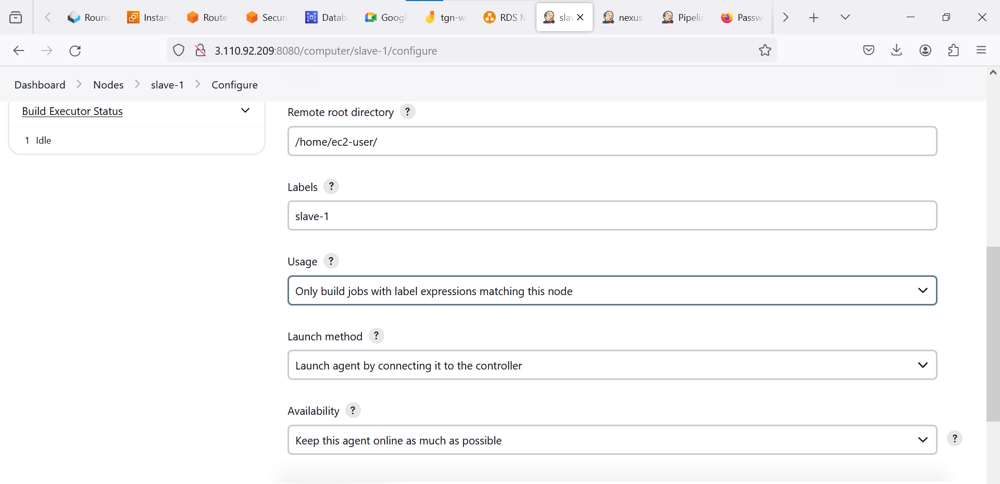 Round
Instan
Route
Securi
Datab
Googl
tgn-w
RDS M
slav
nexus
Pipelin
Passw
3.110.92.209:8080/computer/slave-1/configure
Dashboard
Nodes
slave-1
Configure
Build Executor Status
1 Idle
Remote root directory ?
/home/ec2-user/
Labels ?
slave-1
Usage ?
Only build jobs with label expressions matching this node
Launch method ?
Launch agent by connecting it to the controller
Availability ?
Keep this agent online as much as possible
?